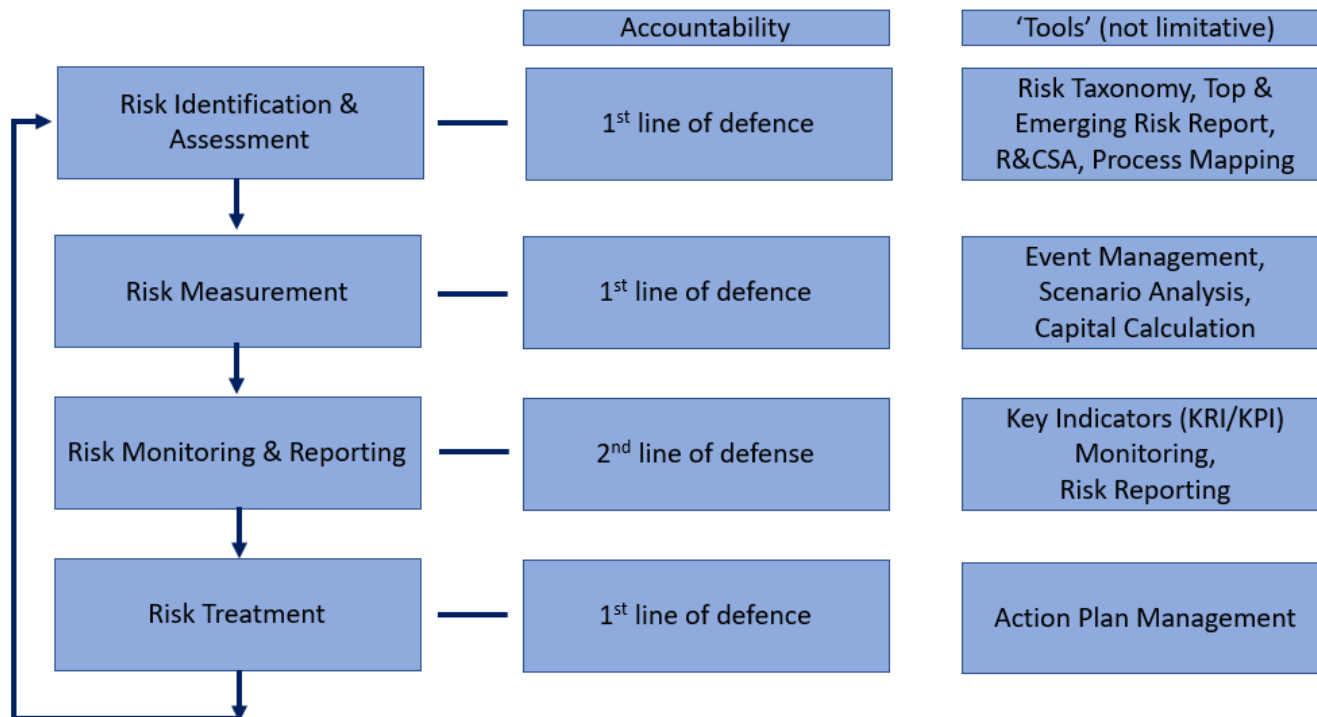 Accountability
‘Tools’ (not limitative)
Risk Identification &
Assessment
1st line of defence
Risk Taxonomy, Top &
Emerging Risk Report,
R&CSA, Process Mapping
Risk Measurement
1st line of defence
Event Management,
Scenario Analysis,
Capital Calculation
Risk Monitoring & Reporting
2nd line of defense
Key Indicators (KRI/KPI)
Monitoring,
Risk Reporting
Risk Treatment
1st line of defence
Action Plan Management